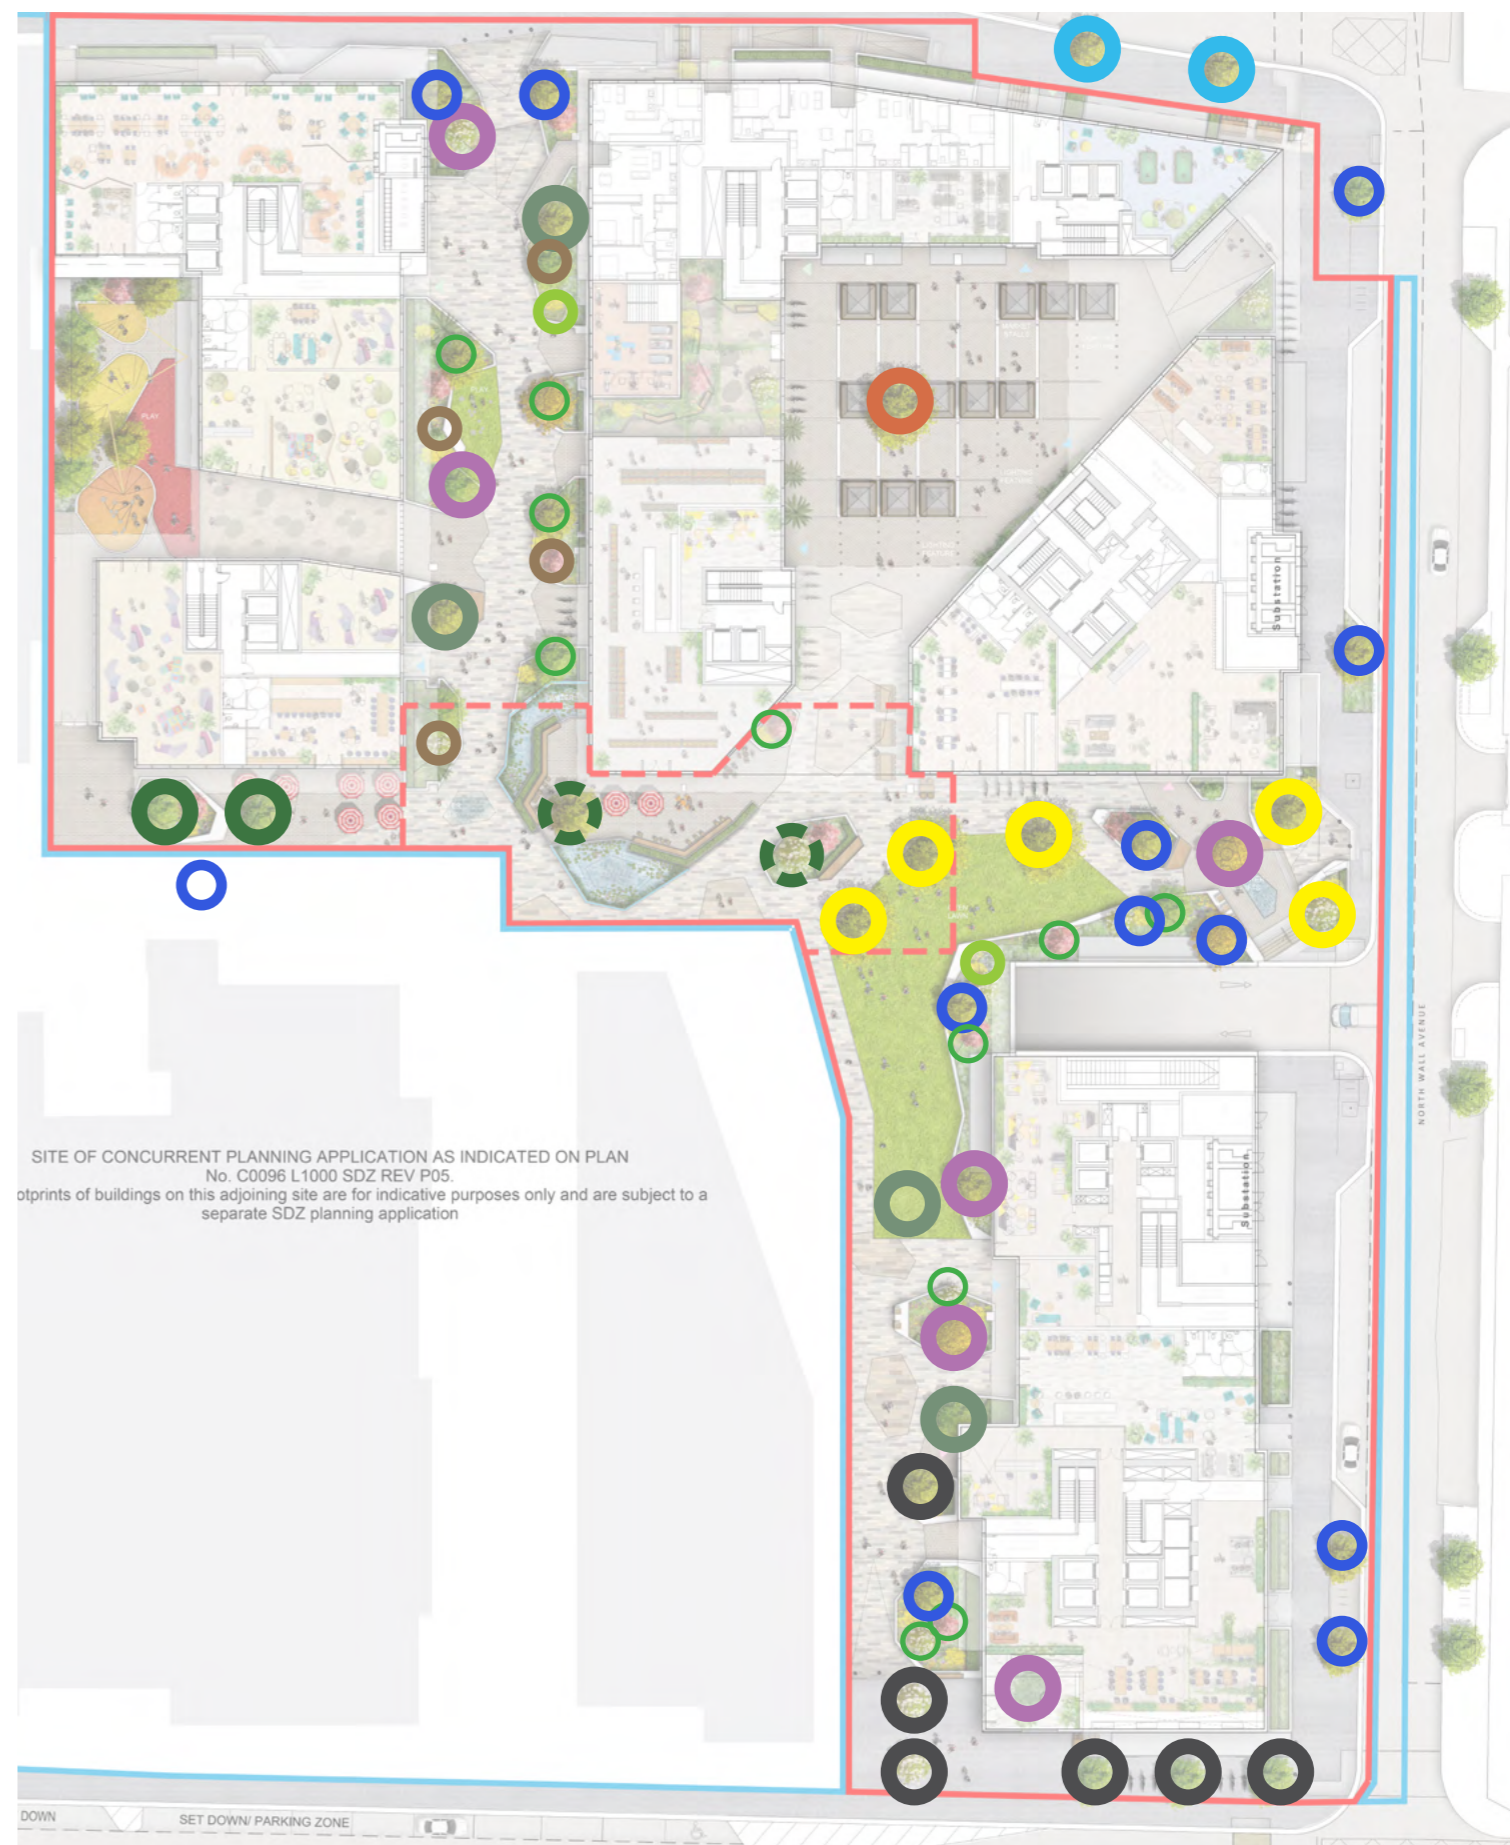 PLAY
Substation
SITE OF CONCURRENT PLANNING APPLICATION AS INDICATED ON PLAN
No. C0096 L1000 SDZ REV P05.
otprints of buildings on this adjoining site are for indicative purposes only and are subject to a
separate SDZ planning application
NORTH WALL AVENUE
Substation
DOWN
SET DOWN/ PARKING ZONE